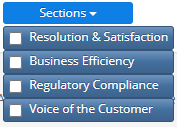 Sections
Resolution & Satisfaction
Business Efficiency
Regulatory Compliance
Voice of the Customer